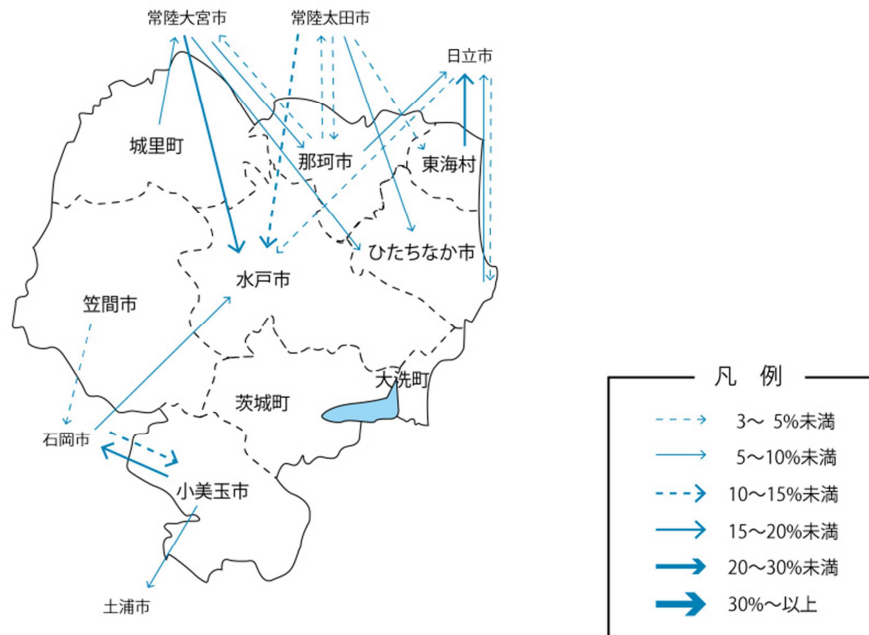 常陸大宮市
常陸太田市
日立市
城里町
那珂市
東海村
ひたちなか市
水戸市
笠間市
大洗町
茨城町
石岡市
小美玉市
土浦市
凡 例
3～ 5%未満
5～10%未満
10～15%未満
15～20%未満
20～30%未満
30%～以上